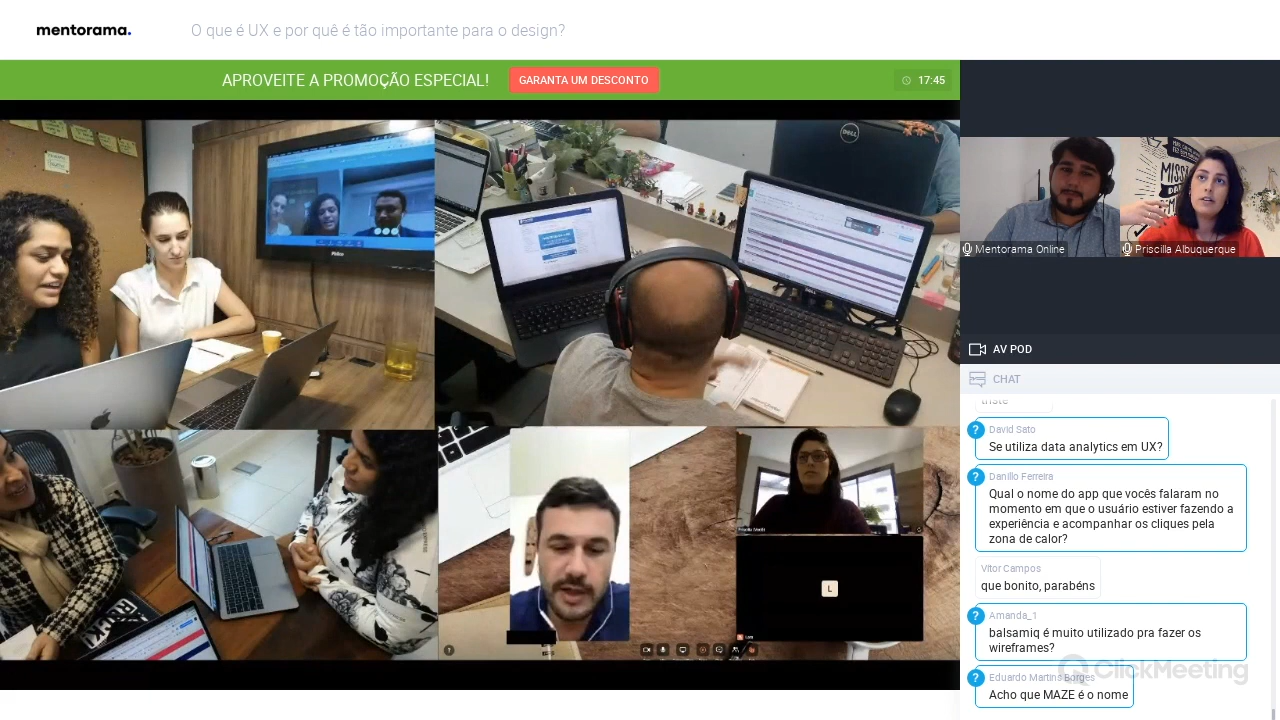 mentorama.
O que é UX e por quê é tão importante para o design?
APROVEITE A PROMOÇÃO ESPECIAL!
GARANTA UM DESCONTO
17:45
DELL
Philco
L
Mentorama Online
Priscilla Albuquerque
AV POD
CHAT
triste
David Sato
Se utiliza data analytics em UX?
Danillo Ferreira
Qual o nome do app que vocês falaram no
momento em que o usuário estiver fazendo a
experiência e acompanhar os cliques pela
zona de calor?
Vitor Campos
que bonito, parabéns
Amanda_1
balsamiq é muito utilizado pra fazer os
wireframes?
ClickMeeting
Eduardo Martins Borges
Acho que MAZE é o nome